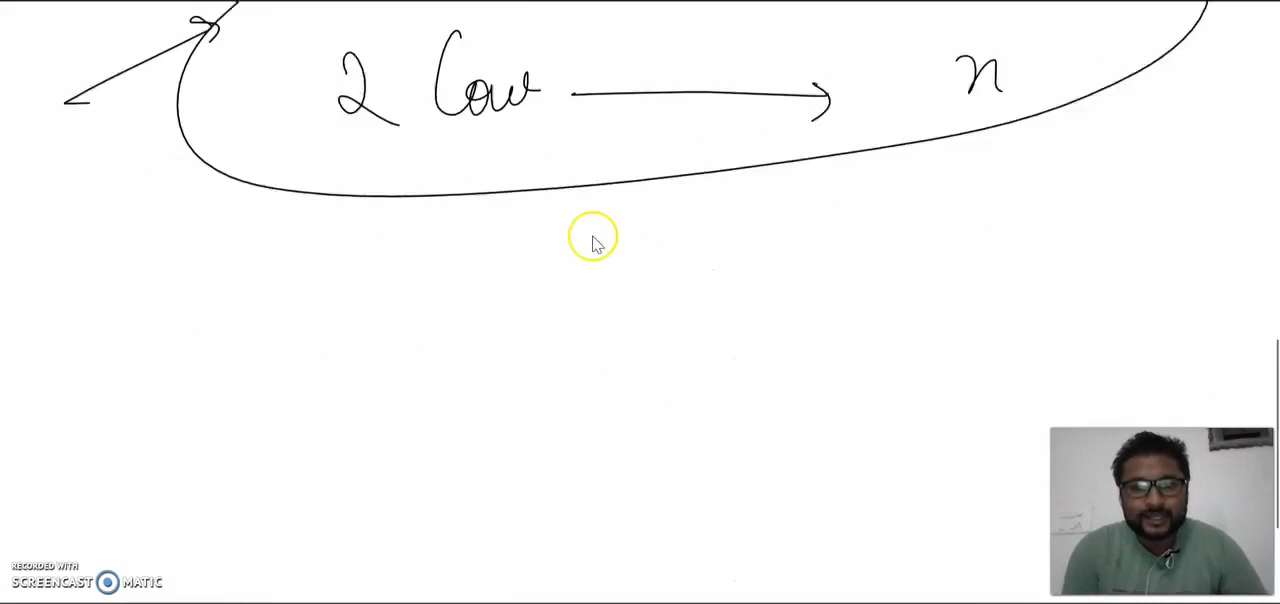 2 Cow → x
RECORDED WITH
SCREENCAST MATIC